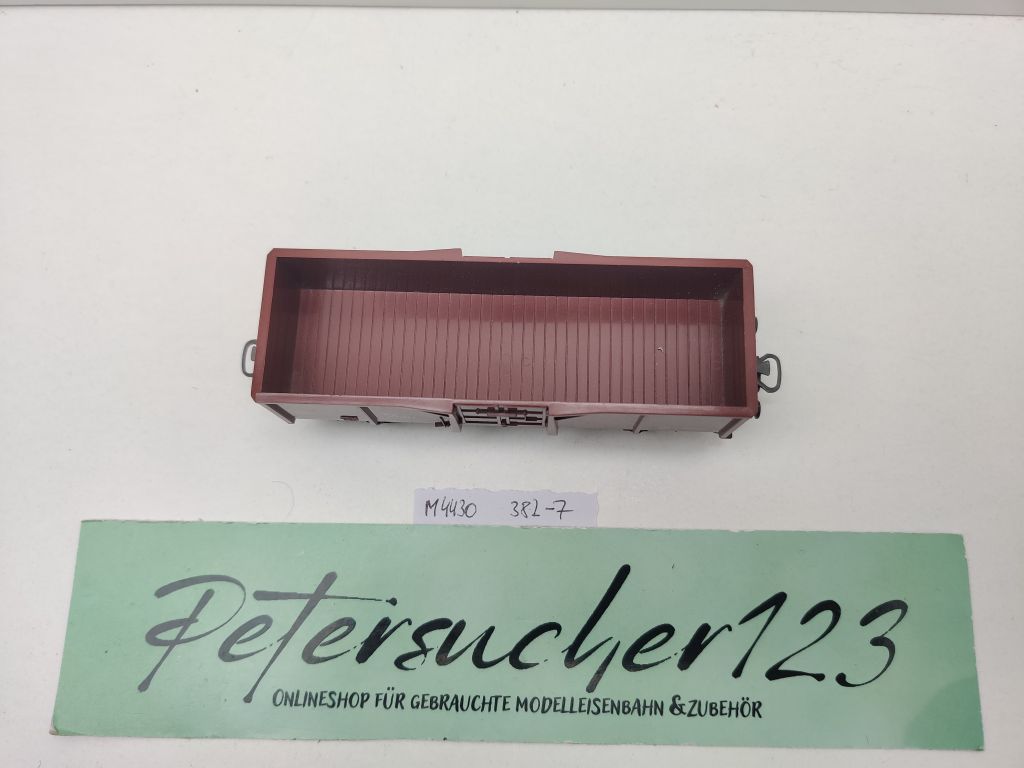 M4430 382-7
Petersucher123
ONLINESHOP FÜR GEBRAUCHTE MODELLEISENBAHN & ZUBEHÖR